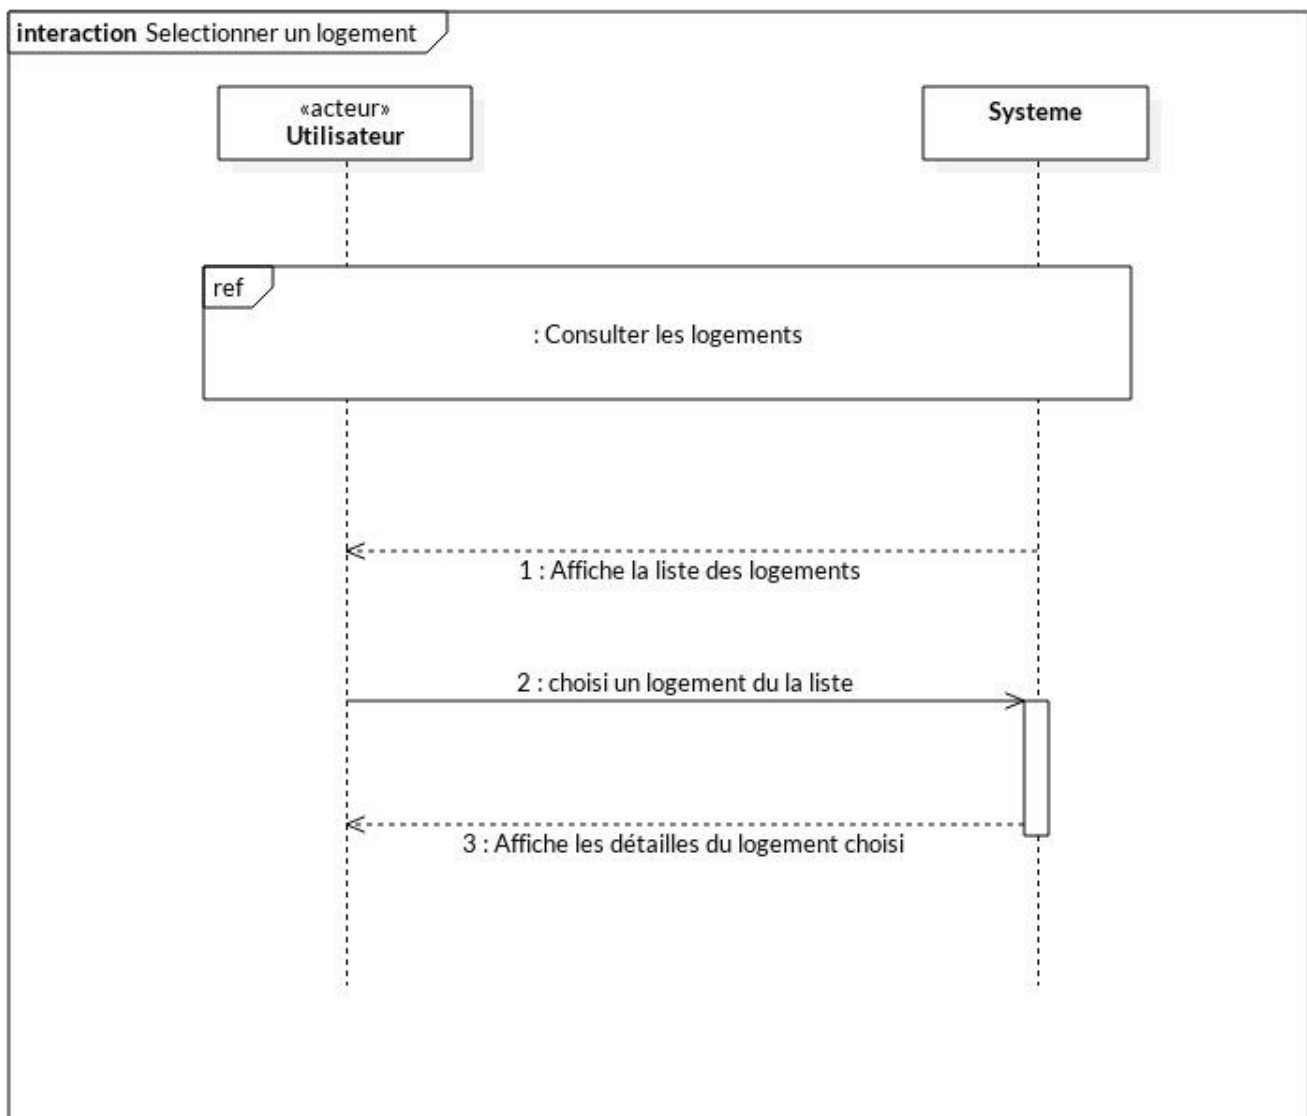 interaction Selectionner un logement
«acteur»
Utilisateur
Systeme
ref
: Consulter les logements
1 : Affiche la liste des logements
2 : choisi un logement du la liste
3 : Affiche les détailles du logement choisi